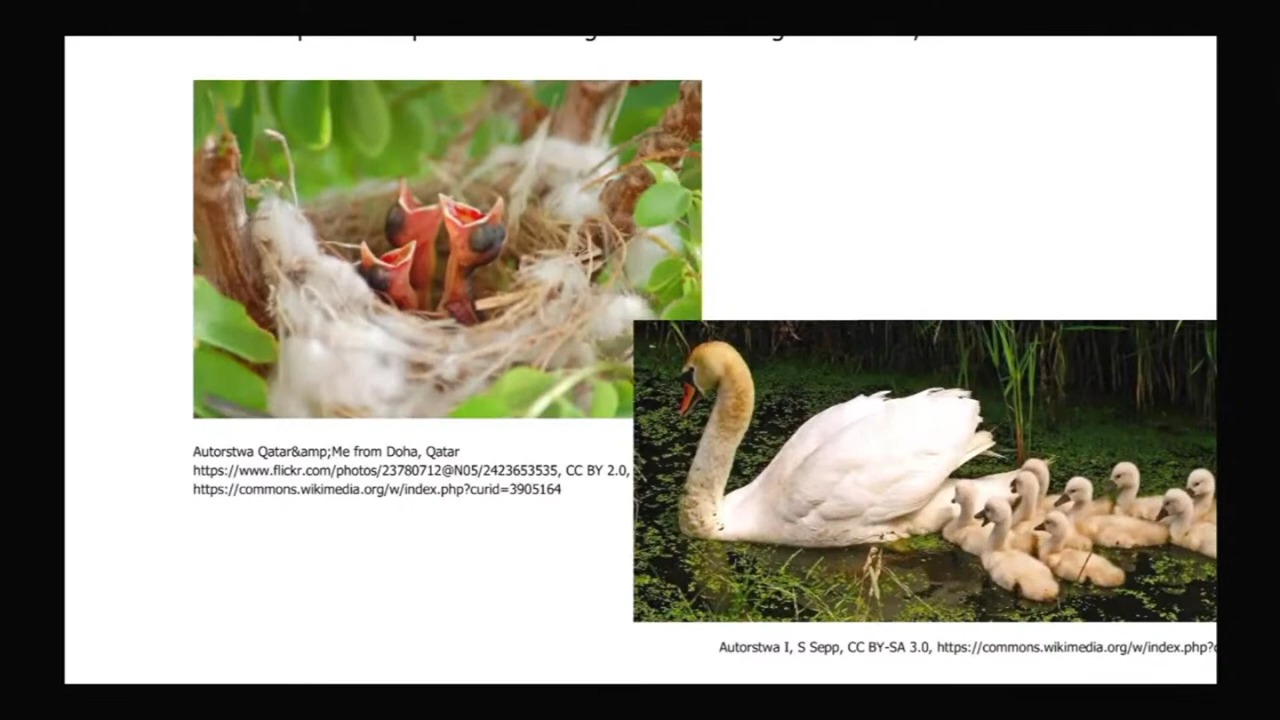 Autorstwa Qatar&amp;Me from Doha, Qatar
https://www.flickr.com/photos/23780712@N05/2423653535, CC BY 2.0,
https://commons.wikimedia.org/w/index.php?curid=3905164
Autorstwa I, S Sepp, CC BY-SA 3.0, https://commons.wikimedia.org/w/index.php?